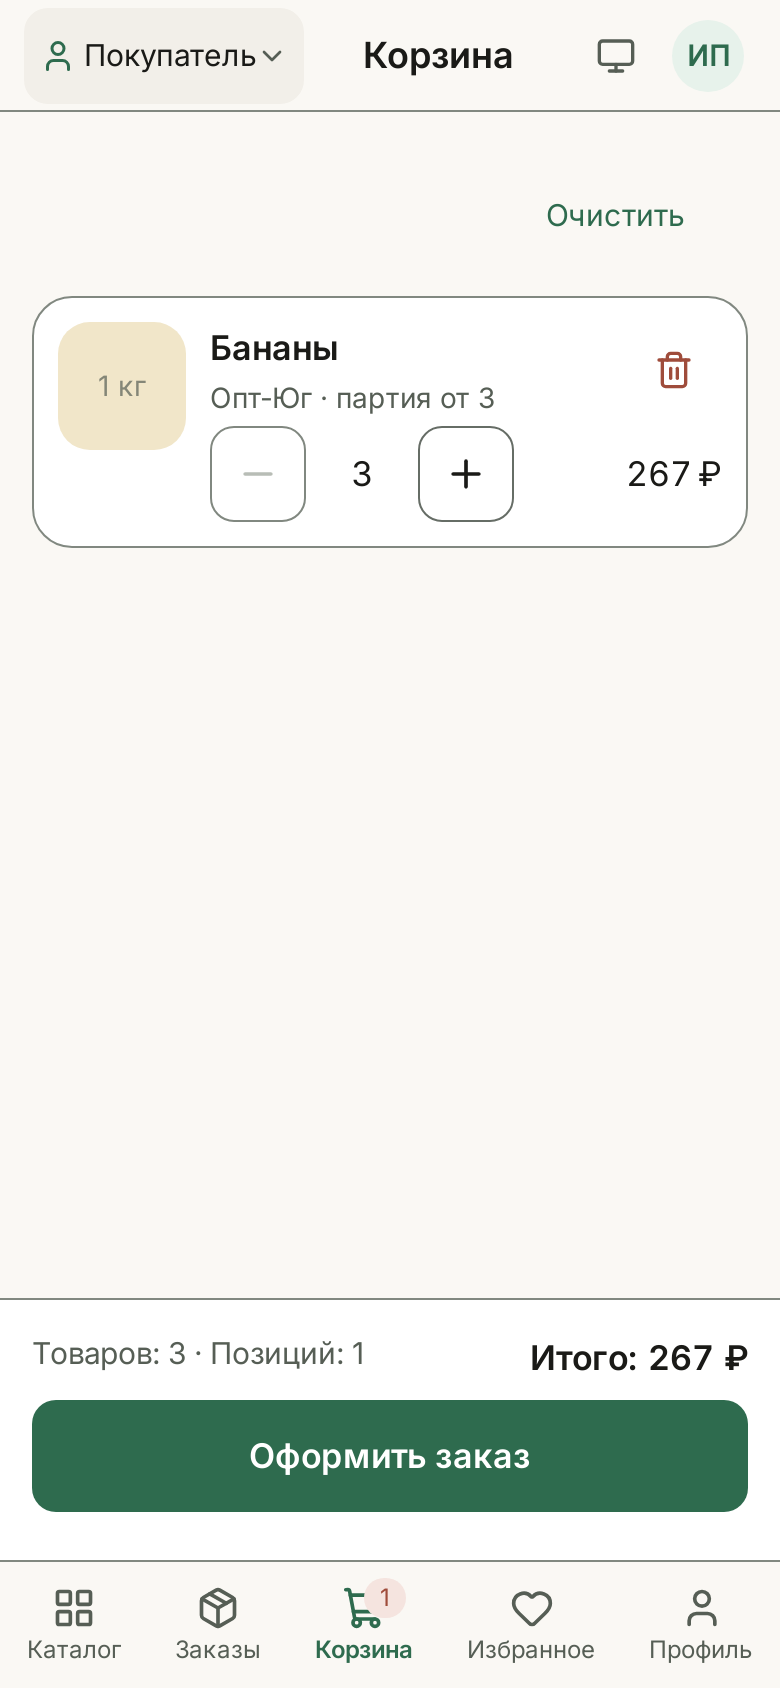 Покупатель
Корзина
ИП
Очистить
1 кг
Бананы
Опт-Юг · партия от 3
3
267 ₽
Товаров: 3 · Позиций: 1
Итого: 267 ₽
Оформить заказ
1
Каталог
Заказы
Корзина
Избранное
Профиль